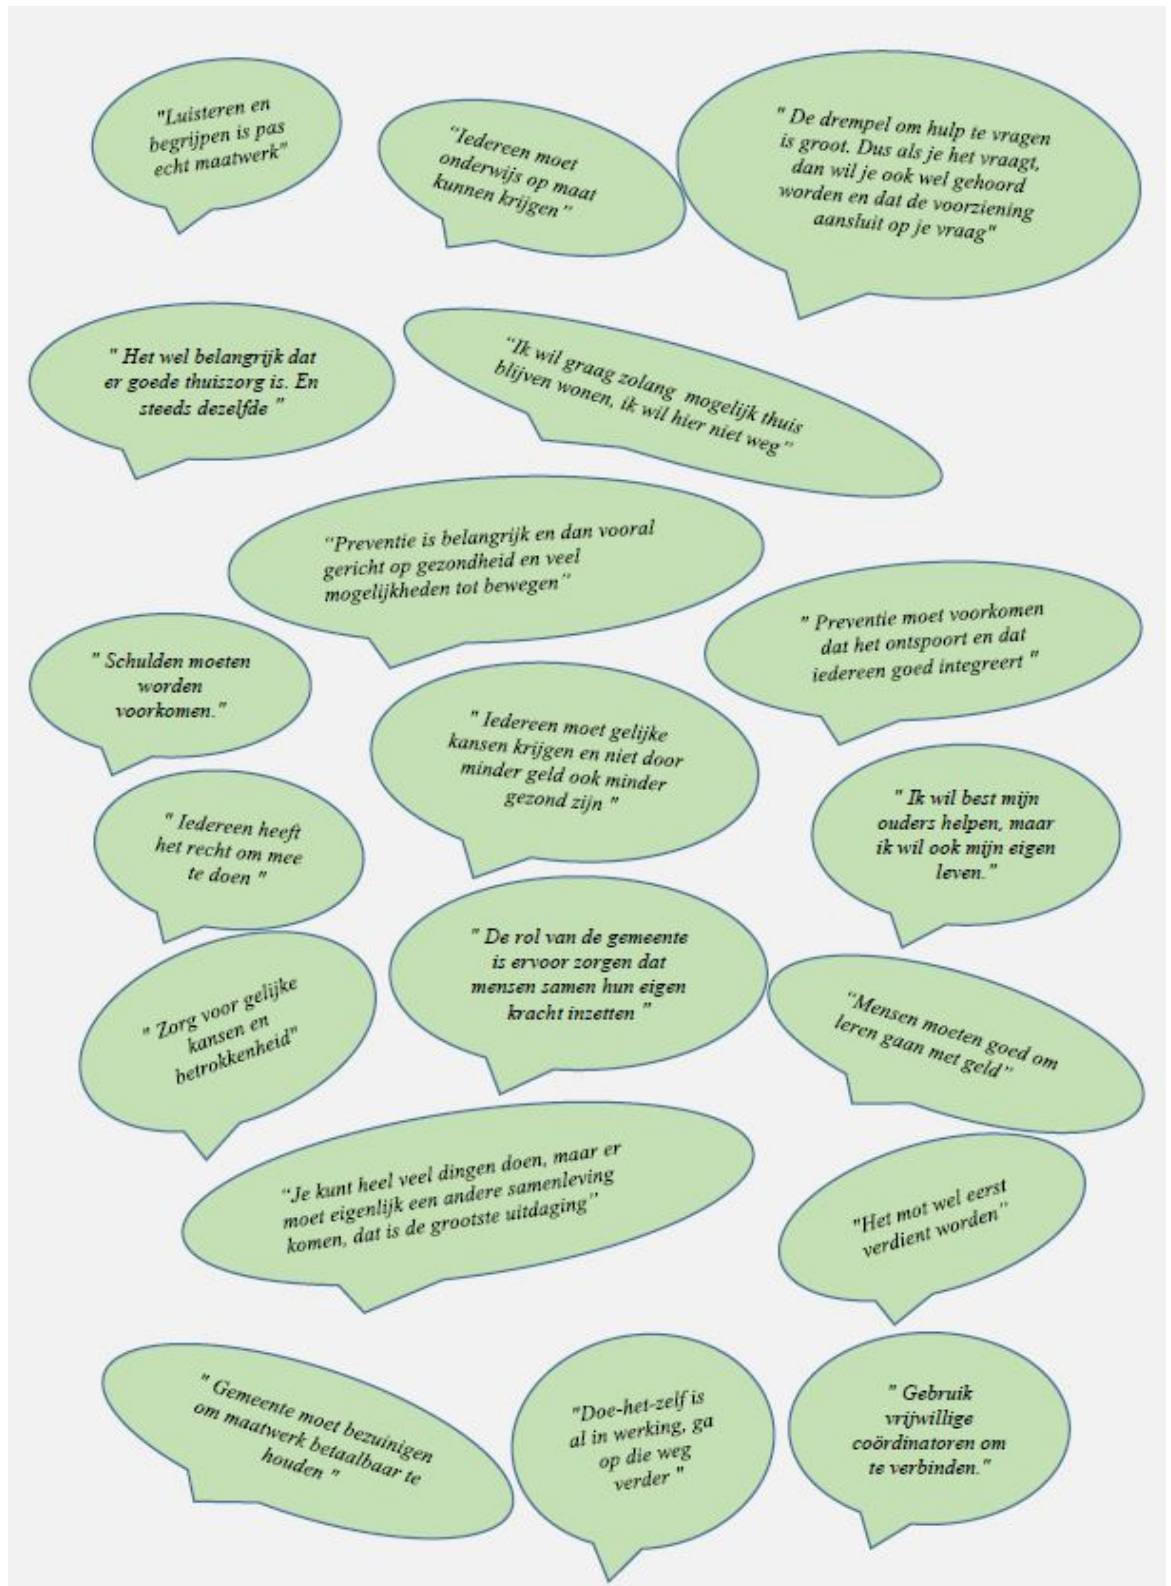 "Luisteren en
begrijpen is pas
echt maatwerk"
“Iedereen moet
onderwijs op maat
kunnen krijgen”
" De drempel om hulp te vragen
is groot. Dus als je het vraagt,
dan wil je ook wel gehoord
worden en dat de voorziening
aansluit op je vraag"
" Het wel belangrijk dat
er goede thuiszorg is. En
steeds dezelfde "
“Ik wil graag zolang mogelijk thuis
blijven wonen, ik wil hier niet weg”
“Preventie is belangrijk en dan vooral
gericht op gezondheid en veel
mogelijkheden tot bewegen”
" Preventie moet voorkomen
dat het ontspoort en dat
iedereen goed integreert "
" Schulden moeten
worden
voorkomen."
" Iedereen moet gelijke
kansen krijgen en niet door
minder geld ook minder
gezond zijn "
" Ik wil best mijn
ouders helpen, maar
ik wil ook mijn eigen
leven."
" Iedereen heeft
het recht om mee
te doen "
" De rol van de gemeente
is ervoor zorgen dat
mensen samen hun eigen
kracht inzetten "
" Zorg voor gelijke
kansen en
betrokkenheid"
“Mensen moeten goed om
leren gaan met geld”
“Je kunt heel veel dingen doen, maar er
moet eigenlijk een andere samenleving
komen, dat is de grootste uitdaging”
"Het mot wel eerst
verdient worden”
" Gemeente moet bezuinigen
om maatwerk betaalbaar te
houden "
"Doe-het-zelf is
al in werking, ga
op die weg
verder "
" Gebruik
vrijwillige
coördinatoren om
te verbinden."